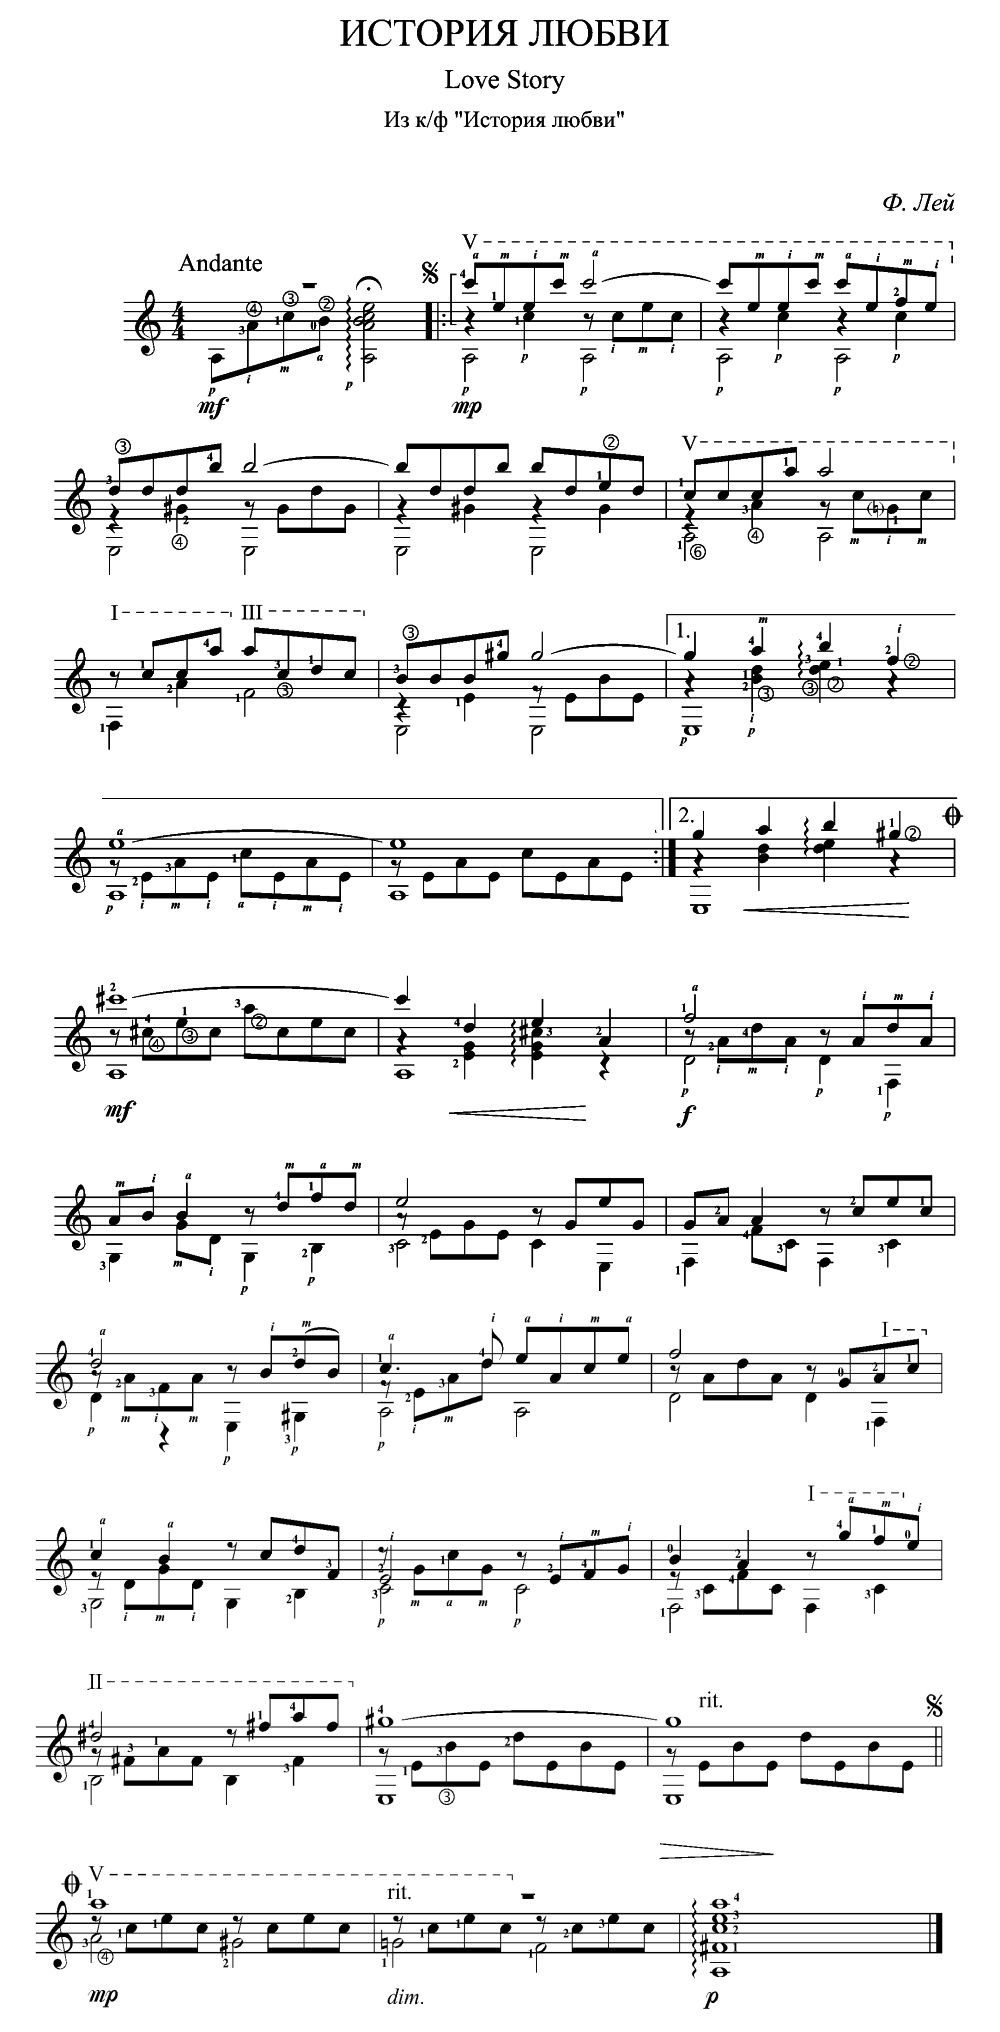 ИСТОРИЯ ЛЮБВИ
Love Story
Из к/ф "История любви"
Ф. Лей
Andante
V
mf
mp
V
I III
1.
2.
mf
f
I
I
II
rit.
V
rit.
mp
dim.
p